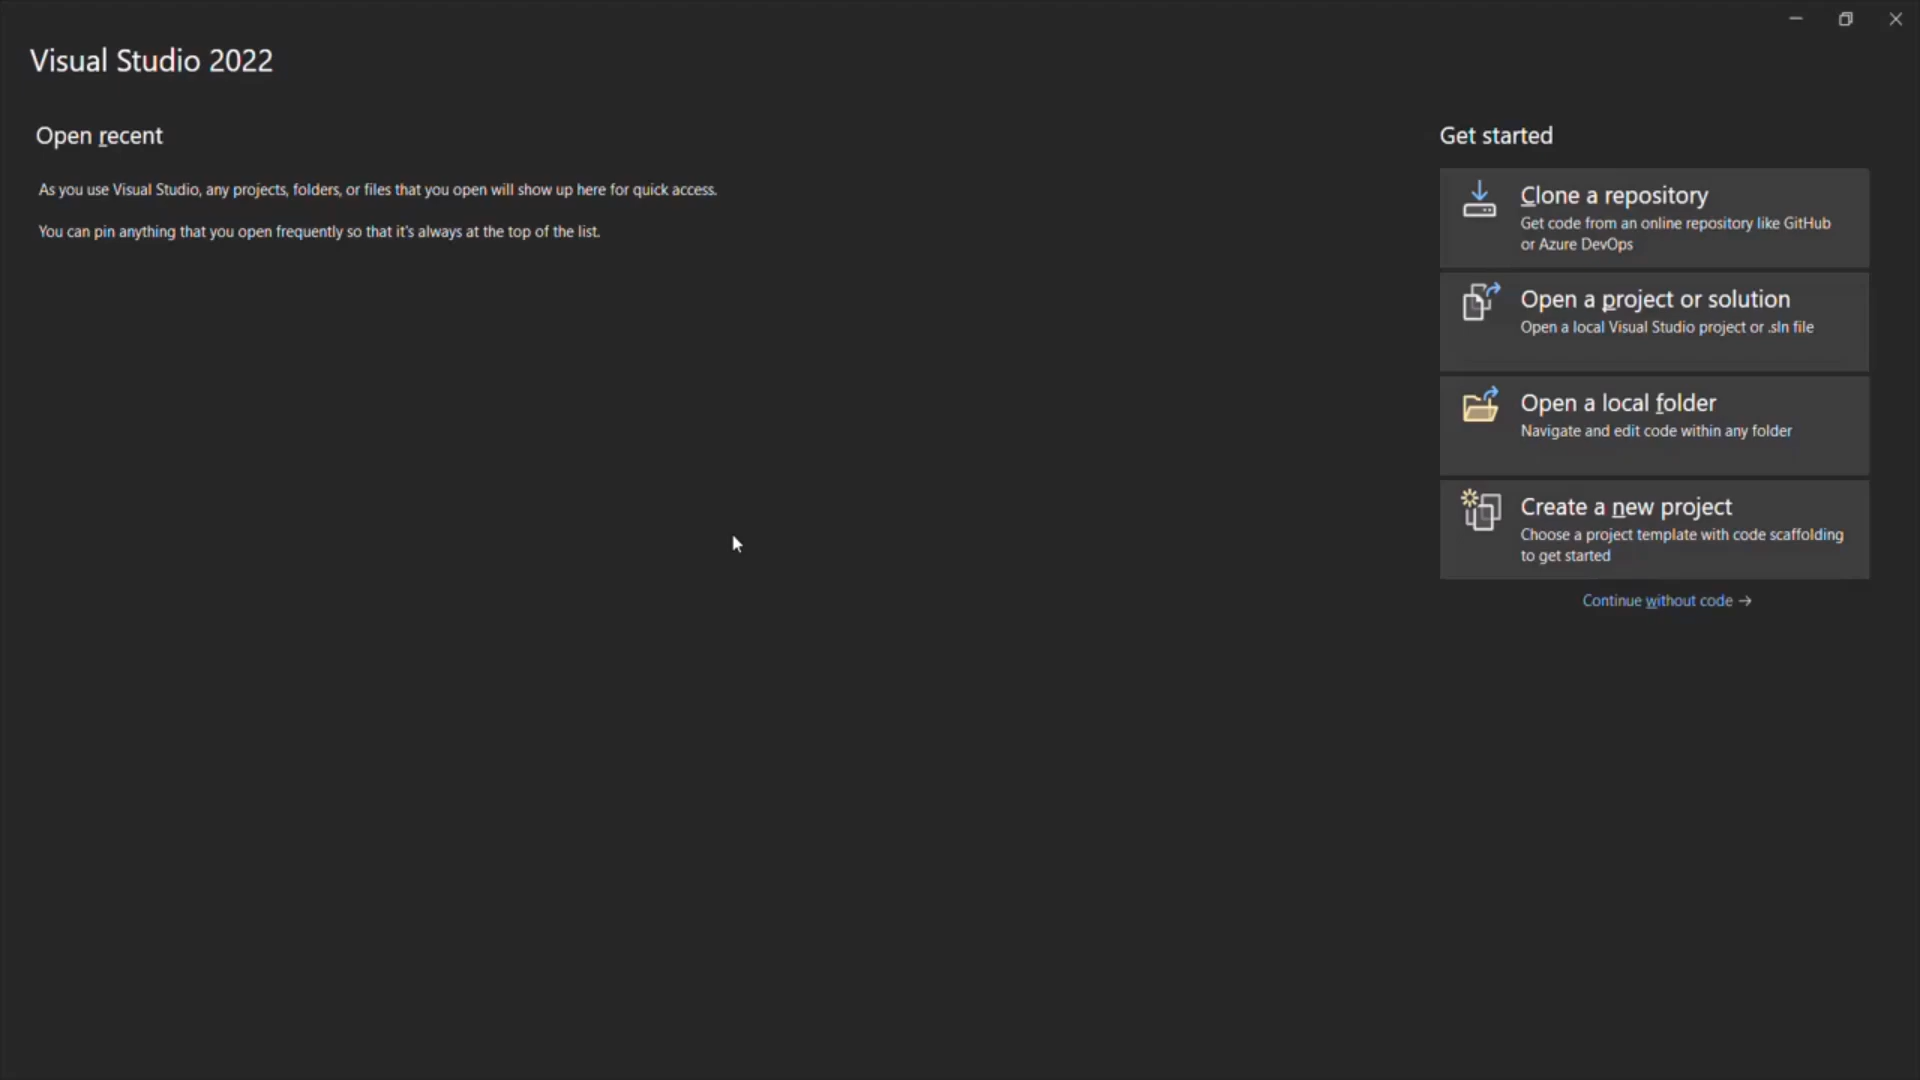 Visual Studio 2022
Open recent
As you use Visual Studio, any projects, folders, or files that you open will show up here for quick access.
You can pin anything that you open frequently so that it's always at the top of the list.
Get started
Clone a repository
Get code from an online repository like GitHub
or Azure DevOps
Open a project or solution
Open a local Visual Studio project or .sln file
Open a local folder
Navigate and edit code within any folder
Create a new project
Choose a project template with code scaffolding
to get started
Continue without code →